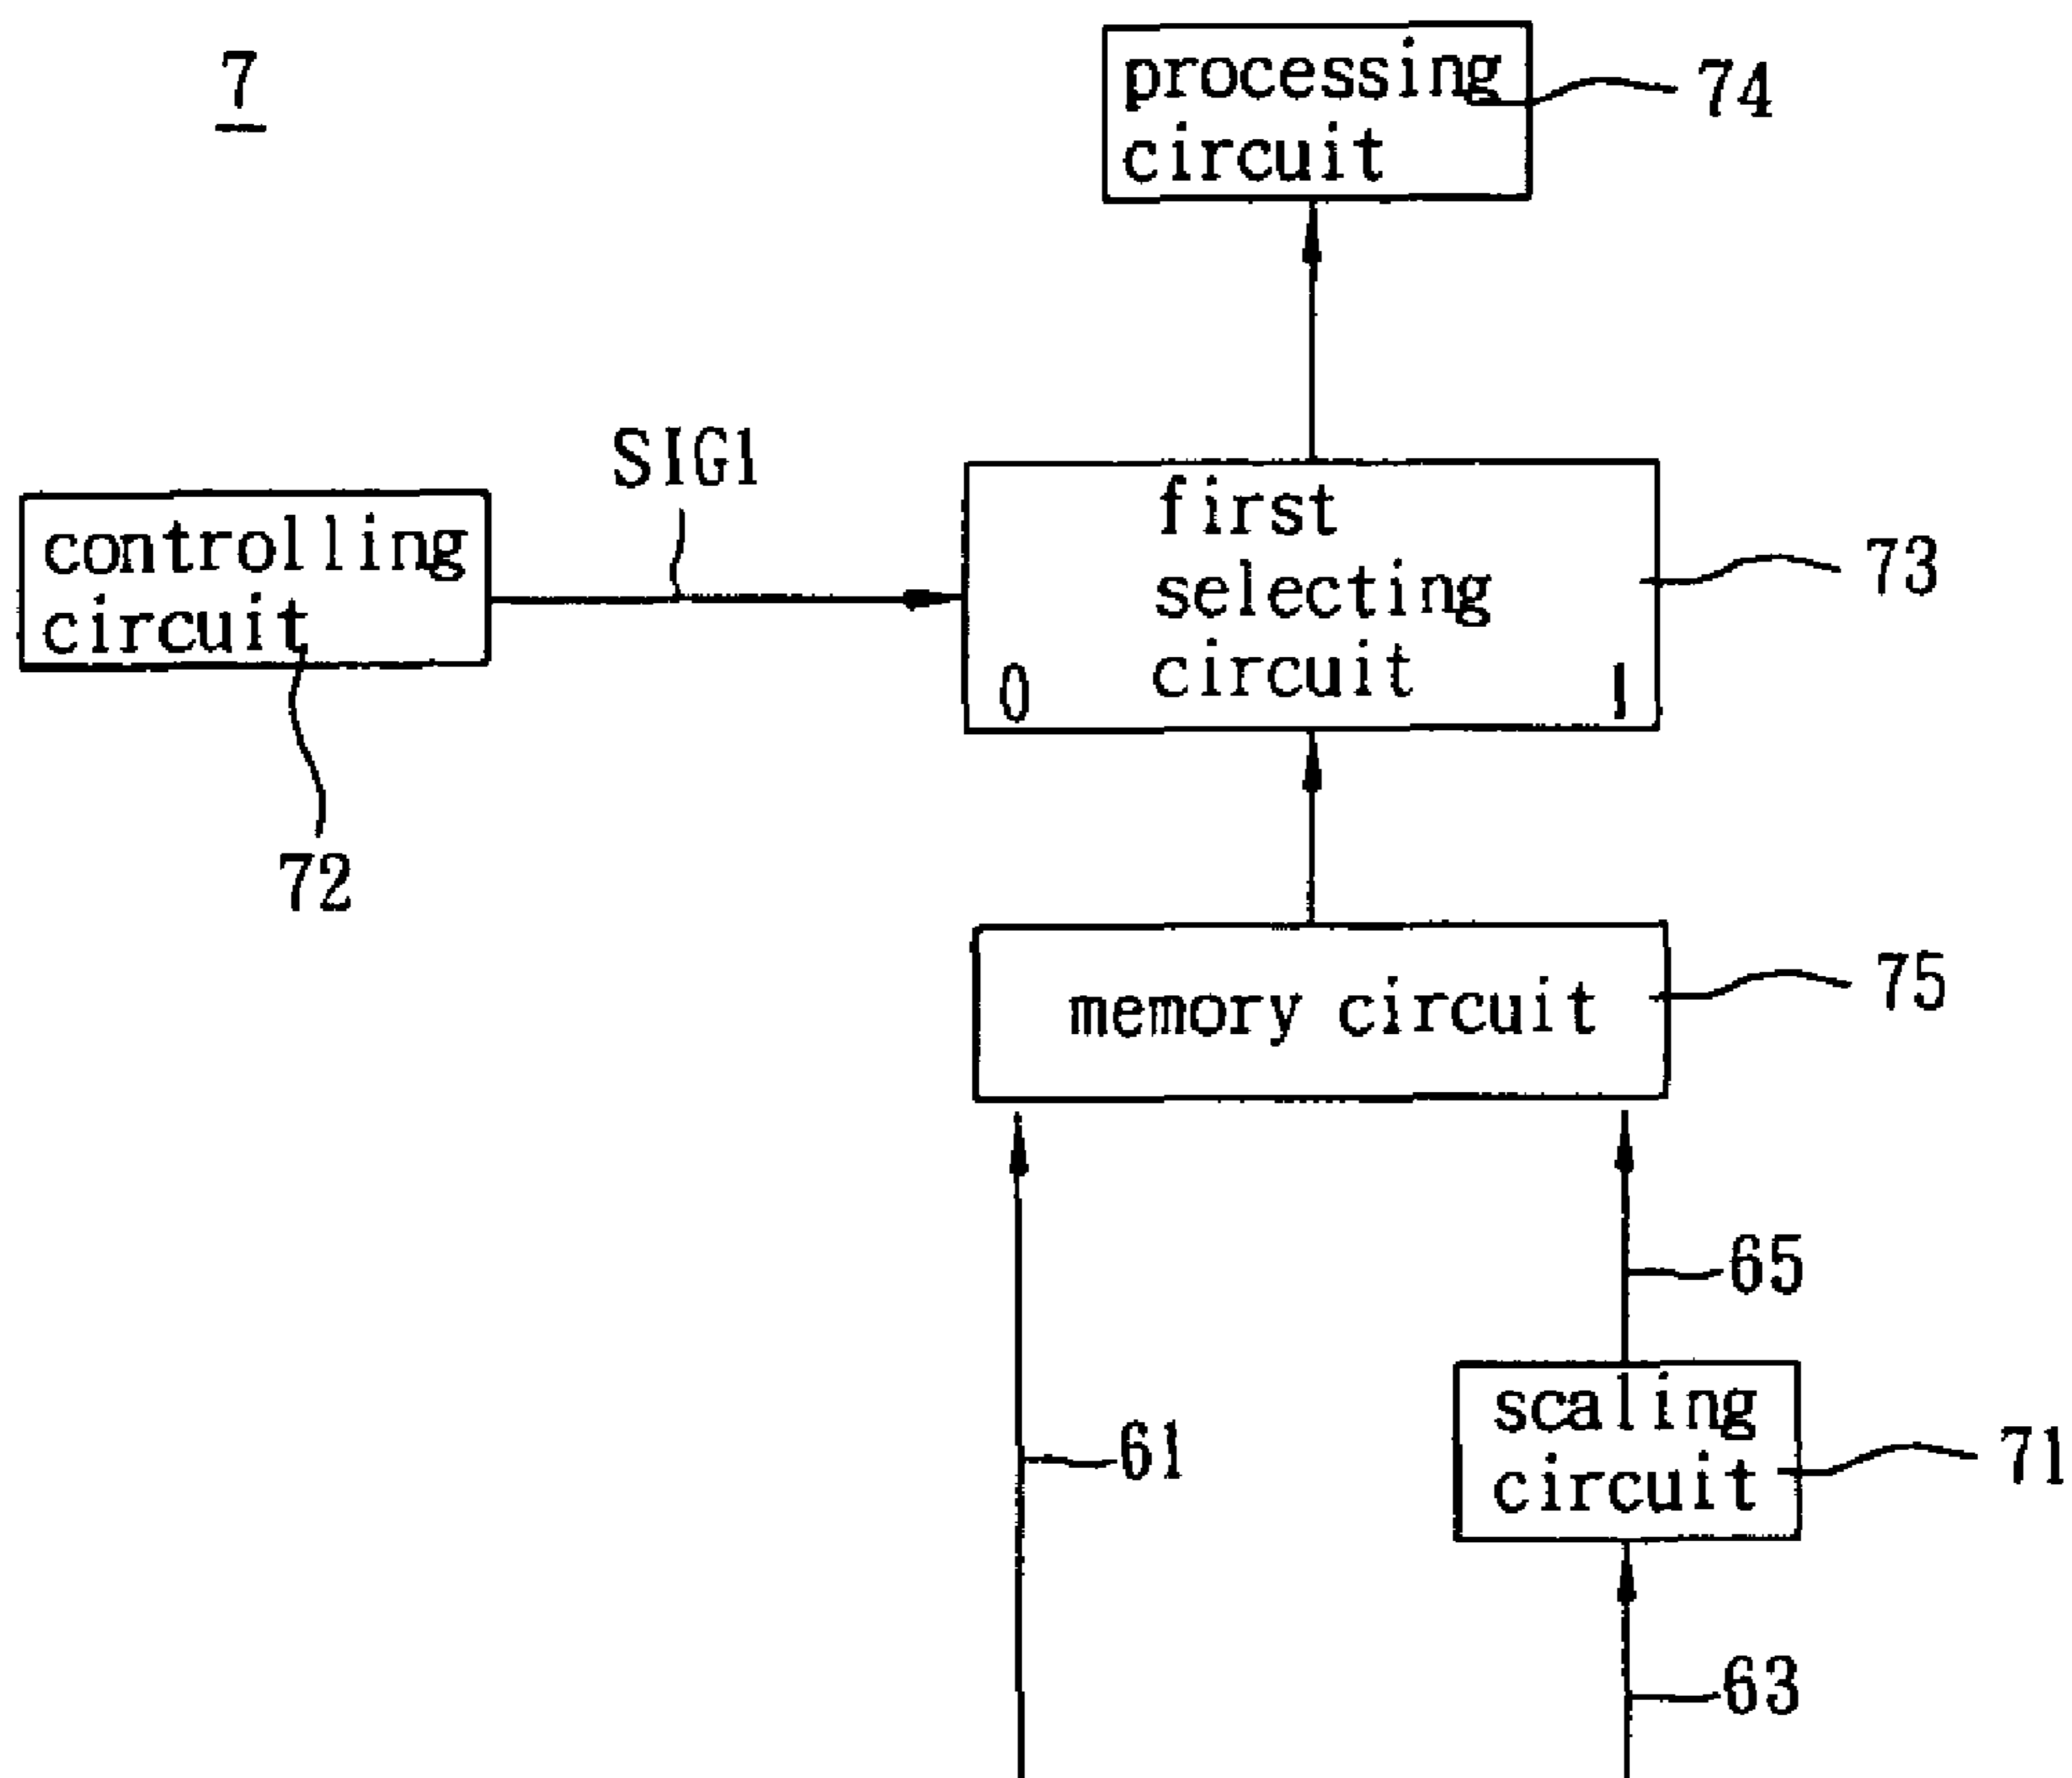 7
processing
circuit
74
SIG1
controlling
circuit
72
first
selecting
circuit
0
1
73
memory circuit
75
65
61
scaling
circuit
71
63